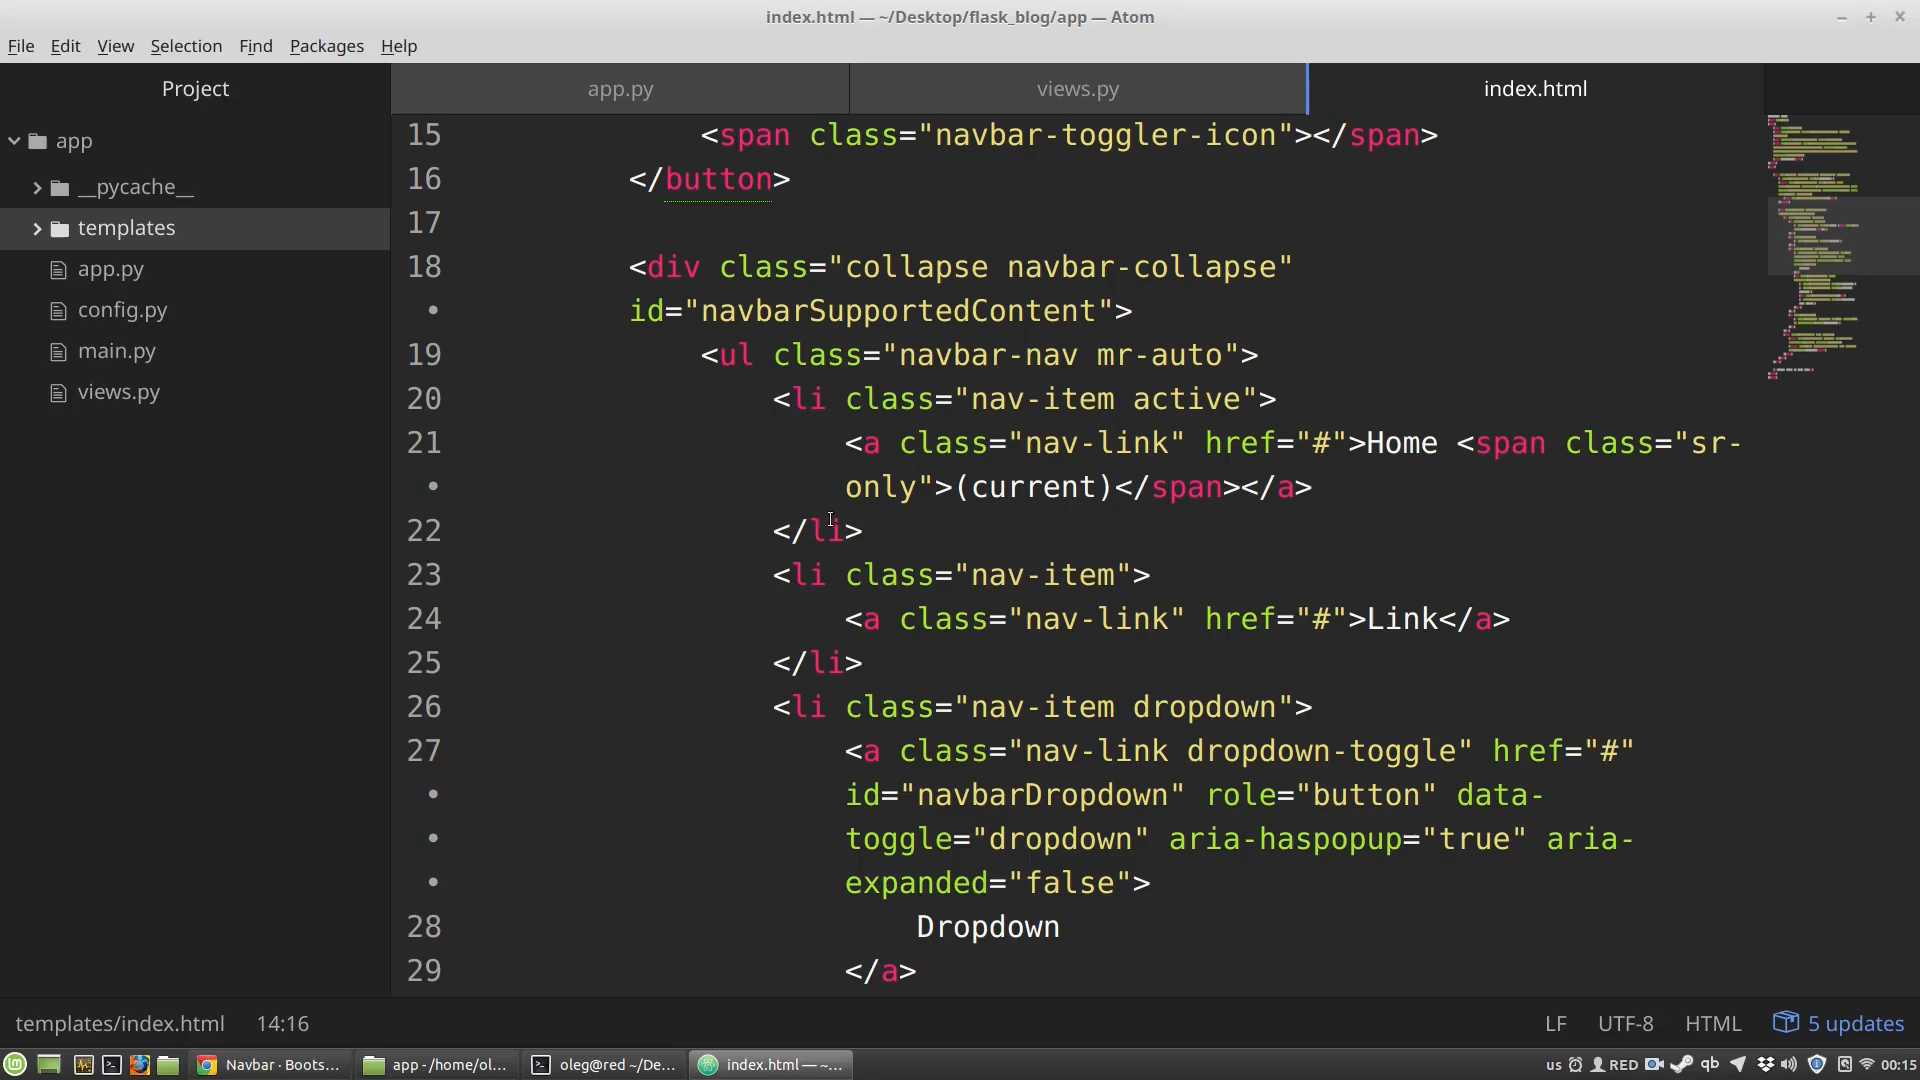 index.html — ~/Desktop/flask_blog/app — Atom
File Edit View Selection Find Packages Help
Project
app
__pycache__
templates
app.py
config.py
main.py
views.py
app.py views.py index.html
15 <span class="navbar-toggler-icon"></span>
16 </button>
17
18 <div class="collapse navbar-collapse"
• id="navbarSupportedContent">
19 <ul class="navbar-nav mr-auto">
20 <li class="nav-item active">
21 <a class="nav-link" href="#">Home <span class="sr-
• only">(current)</span></a>
22 </li>
23 <li class="nav-item">
24 <a class="nav-link" href="#">Link</a>
25 </li>
26 <li class="nav-item dropdown">
27 <a class="nav-link dropdown-toggle" href="#"
• id="navbarDropdown" role="button" data-
• toggle="dropdown" aria-haspopup="true" aria-
• expanded="false">
28 Dropdown
29 </a>
templates/index.html 14:16 LF UTF-8 HTML 5 updates
Navbar · Boots... app - /home/ol... oleg@red ~/De... index.html — ~... us RED qb 00:15